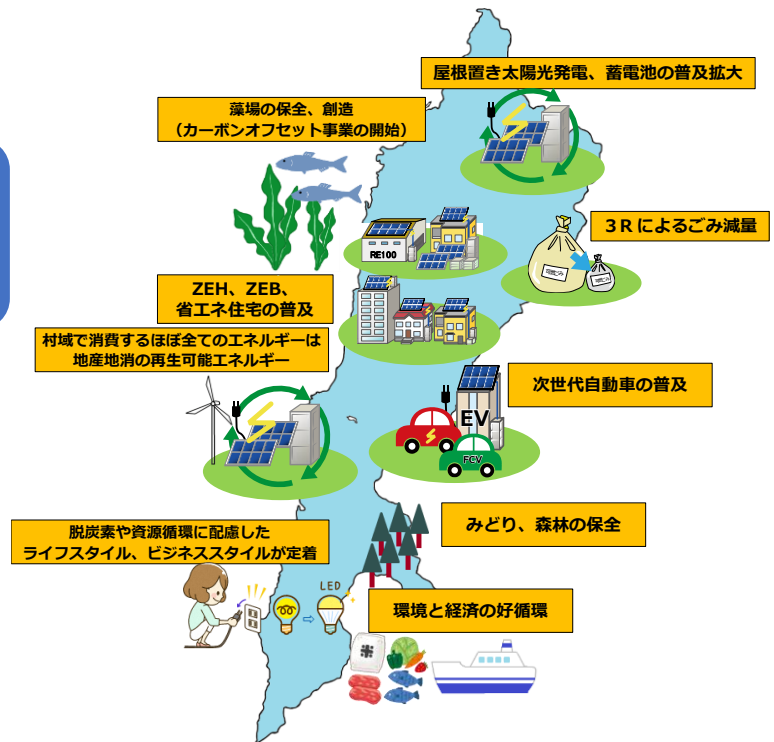 屋根置き太陽光発電、蓄電池の普及拡大
藻場の保全、創造
（カーボンオフセット事業の開始）
3Rによるごみ減量
RE100
ZEH、ZEB、
省エネ住宅の普及
村域で消費するほぼ全てのエネルギーは
地産地消の再生可能エネルギー
次世代自動車の普及
EV
FCV
みどり、森林の保全
脱炭素や資源循環に配慮した
ライフスタイル、ビジネススタイルが定着
LED
環境と経済の好循環
米